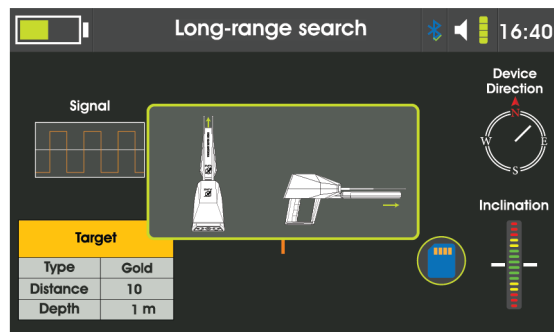 Long-range search
16:40
Signal
Device
Direction
N
W
E
S
Inclination
Target
Type Gold
Distance 10
Depth 1 m